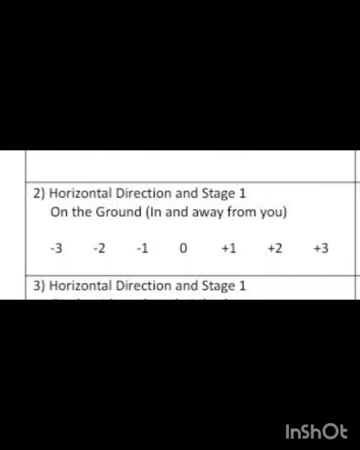 2) Horizontal Direction and Stage 1
On the Ground (In and away from you)
-3 -2 -1 0 +1 +2 +3
3) Horizontal Direction and Stage 1
InShOt